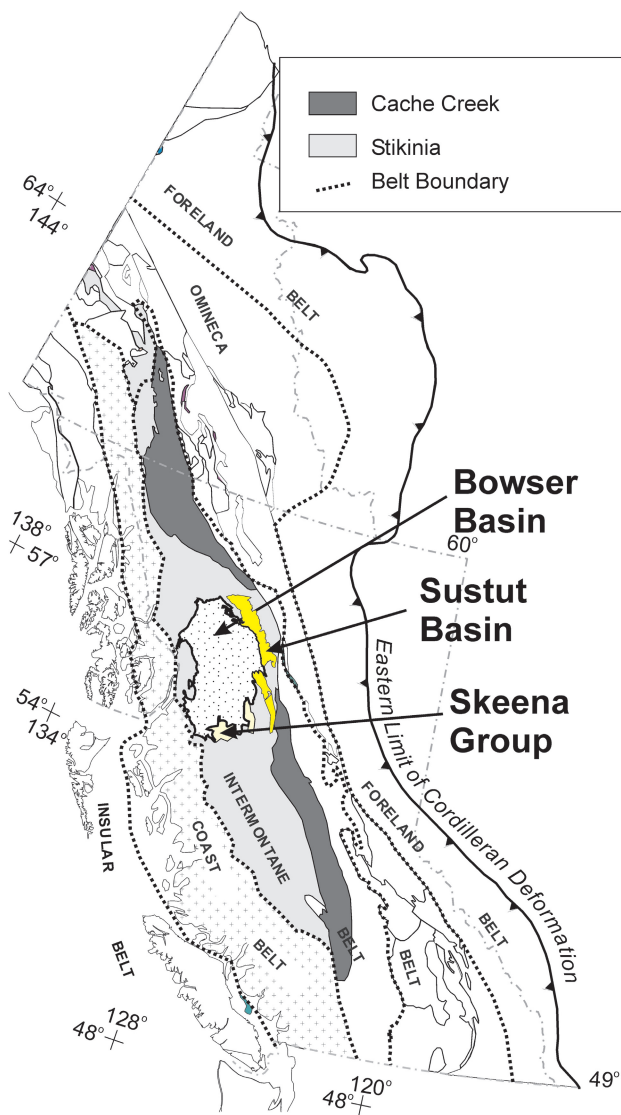 Cache Creek
Stikinia
Belt Boundary
64°
144°
FORELAND
BELT
OMINECA
Bowser
Basin
138°
57°
60°
Sustut
Basin
Eastern Limit of Cordilleran Deformation
54°
134°
Skeena
Group
INSULAR
BELT
COAST
BELT
INTERMONTANE
BELT
FORELAND
BELT
BELT
128°
48°
120°
48°
49°